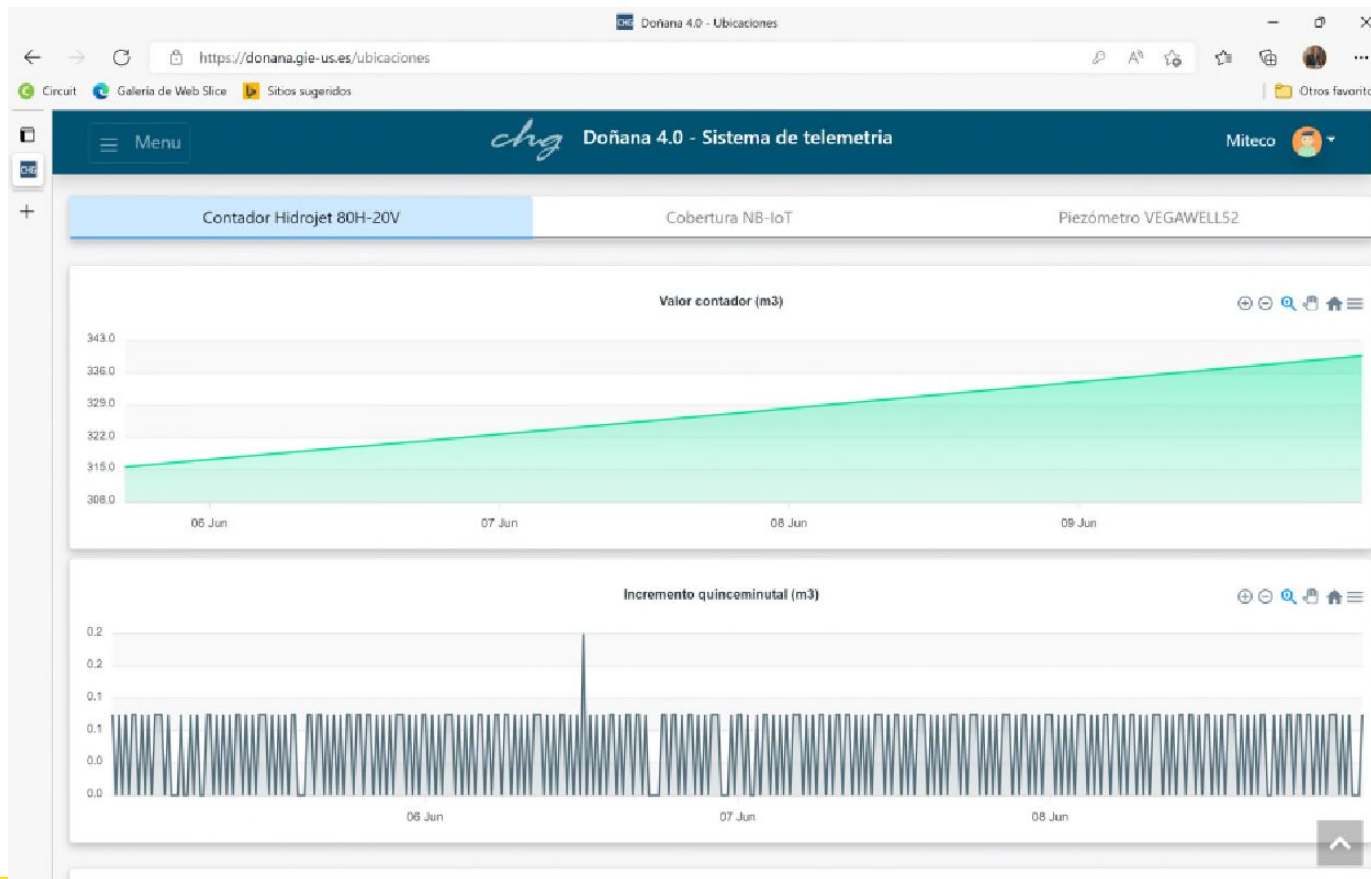 CHG Doñana 4.0 - Ubicaciones
https://donana.gie-us.es/ubicaciones
Circuit Galería de Web Slice Sitios sugeridos Otros favorito
Menu chg Doñana 4.0 - Sistema de telemetria Miteco
CHG
Contador Hidrojet 80H-20V Cobertura NB-IoT Piezómetro VEGAWELL52
Valor contador (m3)
343.0
336.0
329.0
322.0
315.0
308.0
06 Jun 07 Jun 08 Jun 09 Jun
Incremento quinceminutal (m3)
0.2
0.2
0.1
0.1
0.0
0.0
06 Jun 07 Jun 08 Jun